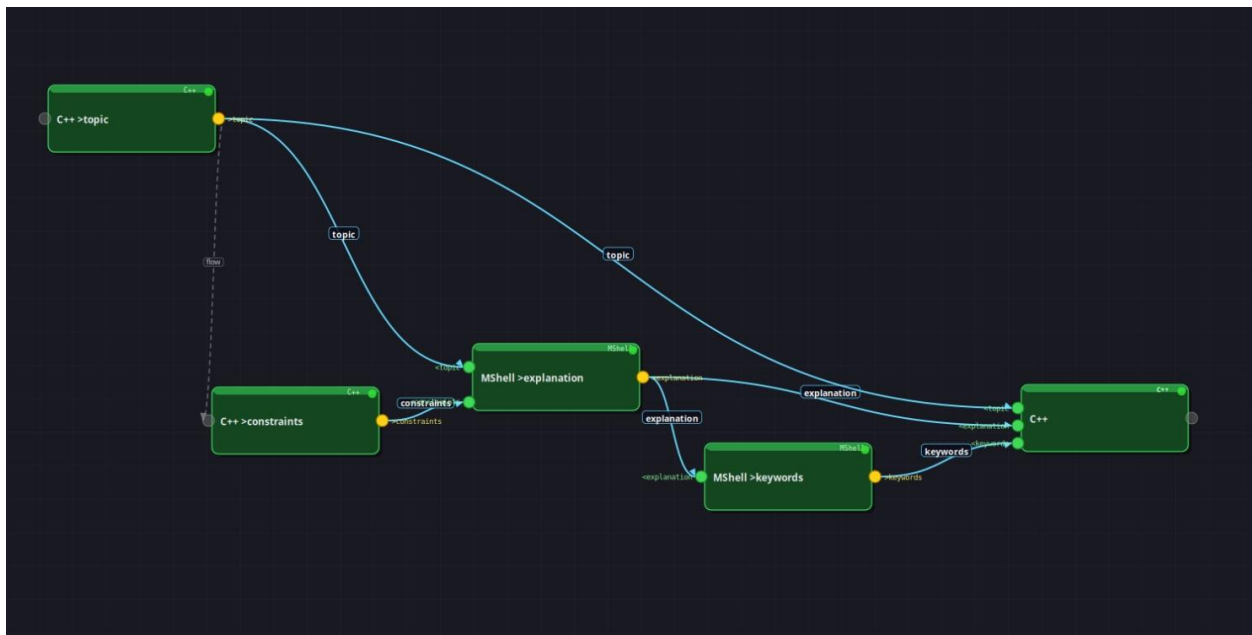 C++
C++ >topic
>topic
topic
topic
flow
MShell
<topic
MShell >explanation
>explanation
C++
C++ >constraints
>constraints
constraints
explanation
explanation
C++
<topic
C++
<explanation
<keywords
keywords
MShell
<explanation
MShell >keywords
>keywords